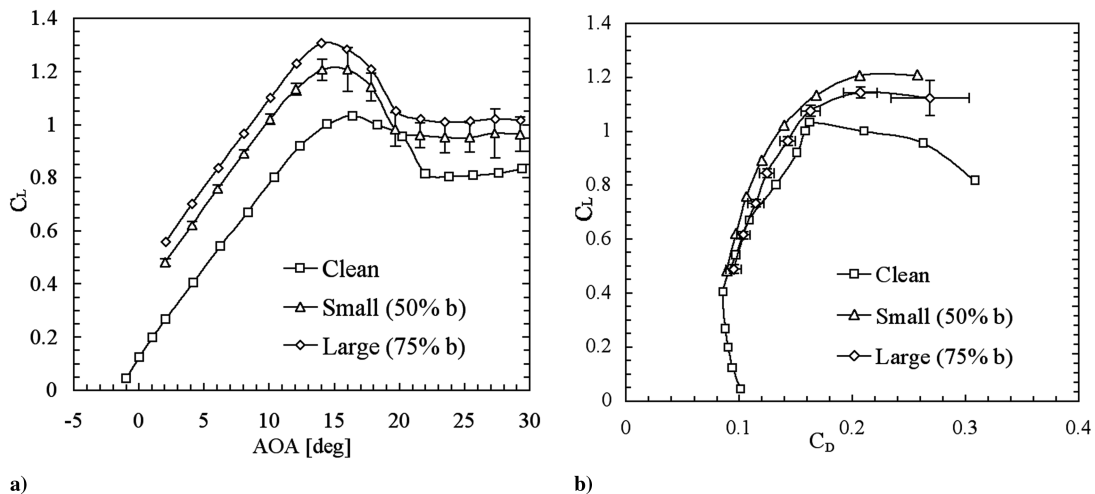 1.4
1.2
1
0.8
0.6
0.4
0.2
0
C_L
-5 0 5 10 15 20 25 30
AOA [deg]
Clean
Small (50% b)
Large (75% b)
a)
1.4
1.2
1
0.8
0.6
0.4
0.2
0
C_L
0 0.1 0.2 0.3 0.4
C_D
Clean
Small (50% b)
Large (75% b)
b)